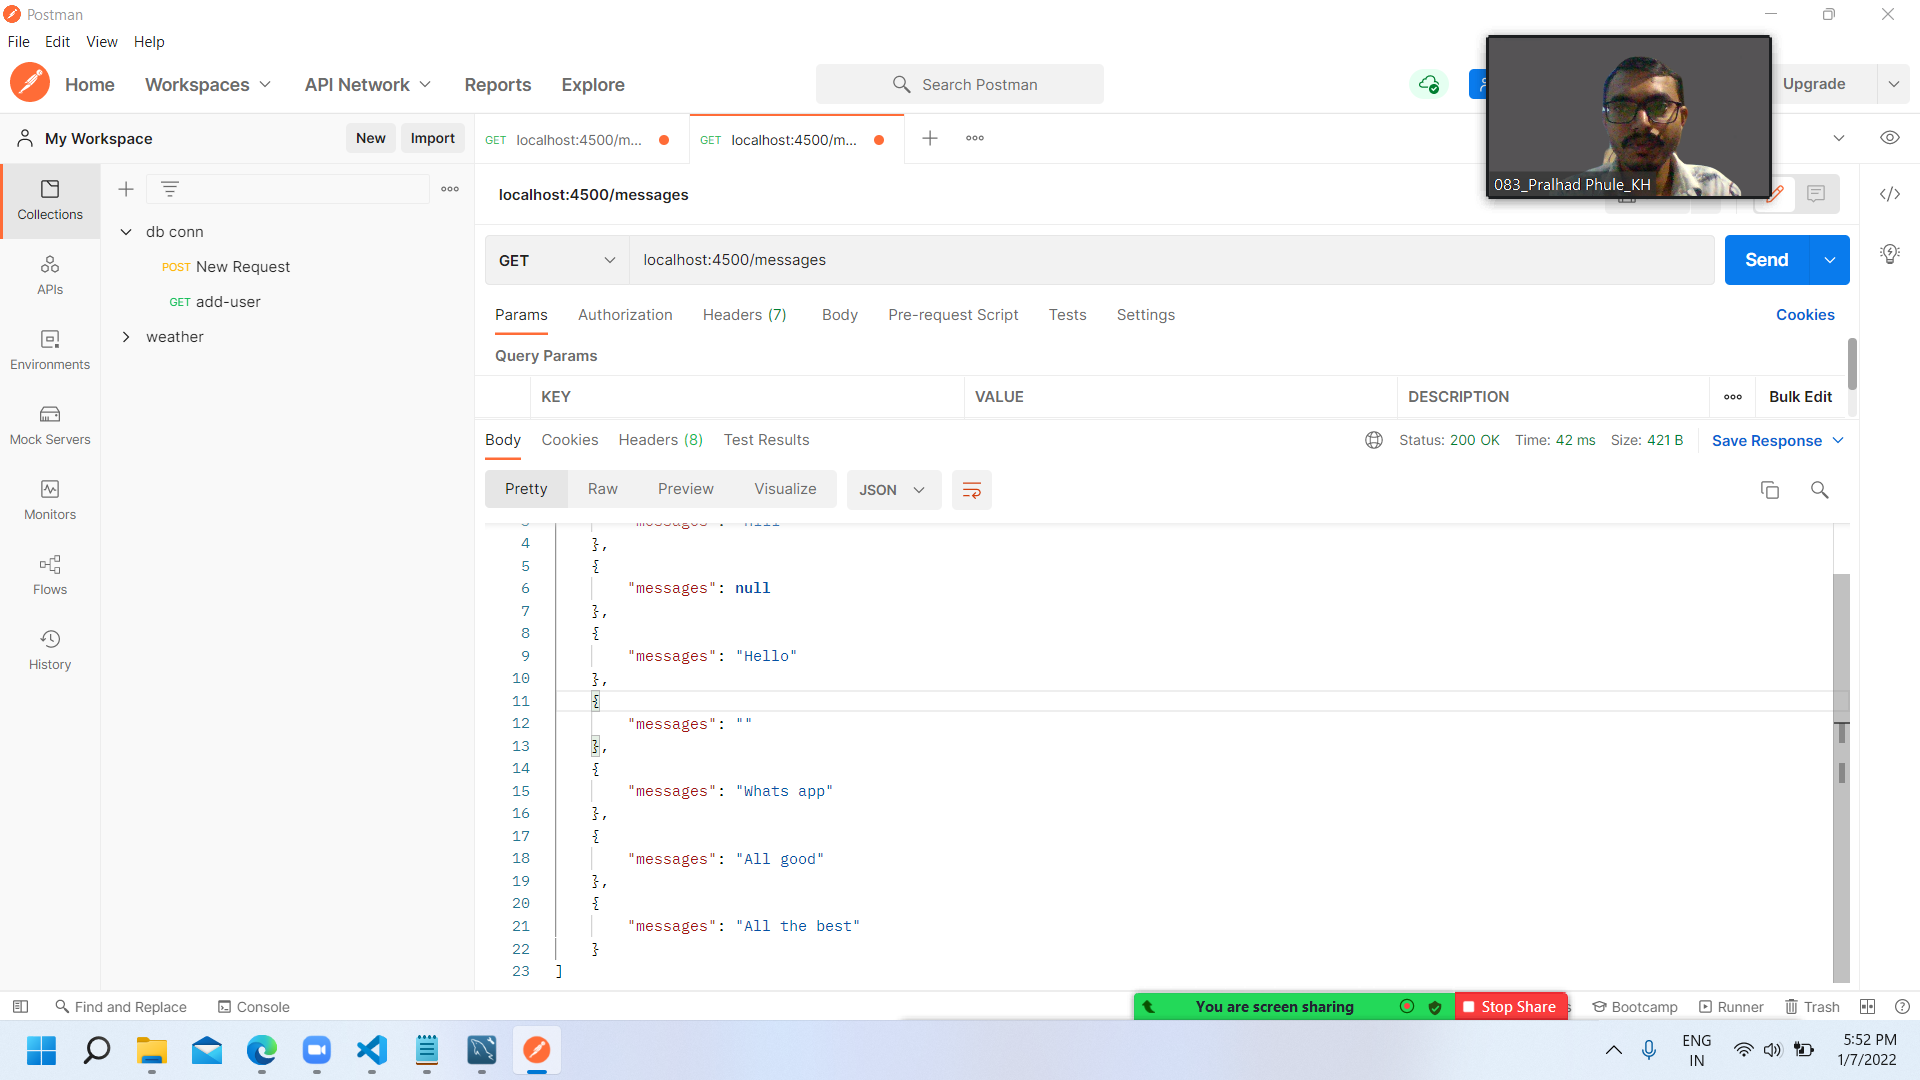 Postman
File Edit View Help
Home Workspaces API Network Reports Explore Search Postman Upgrade
My Workspace New Import GET localhost:4500/m... GET localhost:4500/m...
083_Pralhad Phule_KH
localhost:4500/messages
Collections
db conn
POST New Request
GET add-user
weather
APIs
Environments
Mock Servers
Monitors
Flows
History
GET localhost:4500/messages Send
Params Authorization Headers (7) Body Pre-request Script Tests Settings Cookies
Query Params
KEY VALUE DESCRIPTION Bulk Edit
Body Cookies Headers (8) Test Results Status: 200 OK Time: 42 ms Size: 421 B Save Response
Pretty Raw Preview Visualize JSON
4 },
5 {
6 "messages": null
7 },
8 {
9 "messages": "Hello"
10 },
11 {
12 "messages": ""
13 },
14 {
15 "messages": "Whats app"
16 },
17 {
18 "messages": "All good"
19 },
20 {
21 "messages": "All the best"
22 }
23 ]
Find and Replace Console You are screen sharing Stop Share Bootcamp Runner Trash
ENG
IN
5:52 PM
1/7/2022